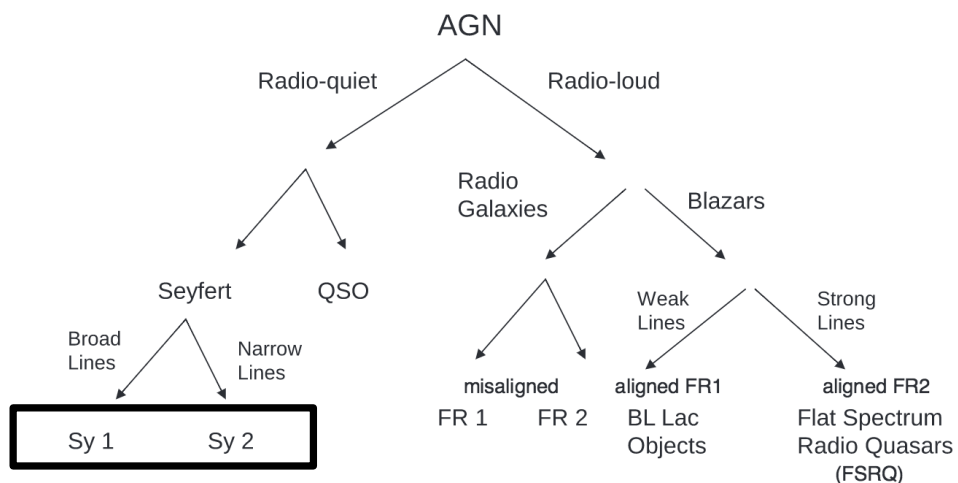 AGN
Radio-quiet
Radio-loud
Radio
Galaxies
Blazars
Seyfert
QSO
Weak
Lines
Strong
Lines
Broad
Lines
Narrow
Lines
misaligned
aligned FR1
aligned FR2
FR 1
FR 2
BL Lac
Objects
Flat Spectrum
Radio Quasars
(FSRQ)
Sy 1
Sy 2